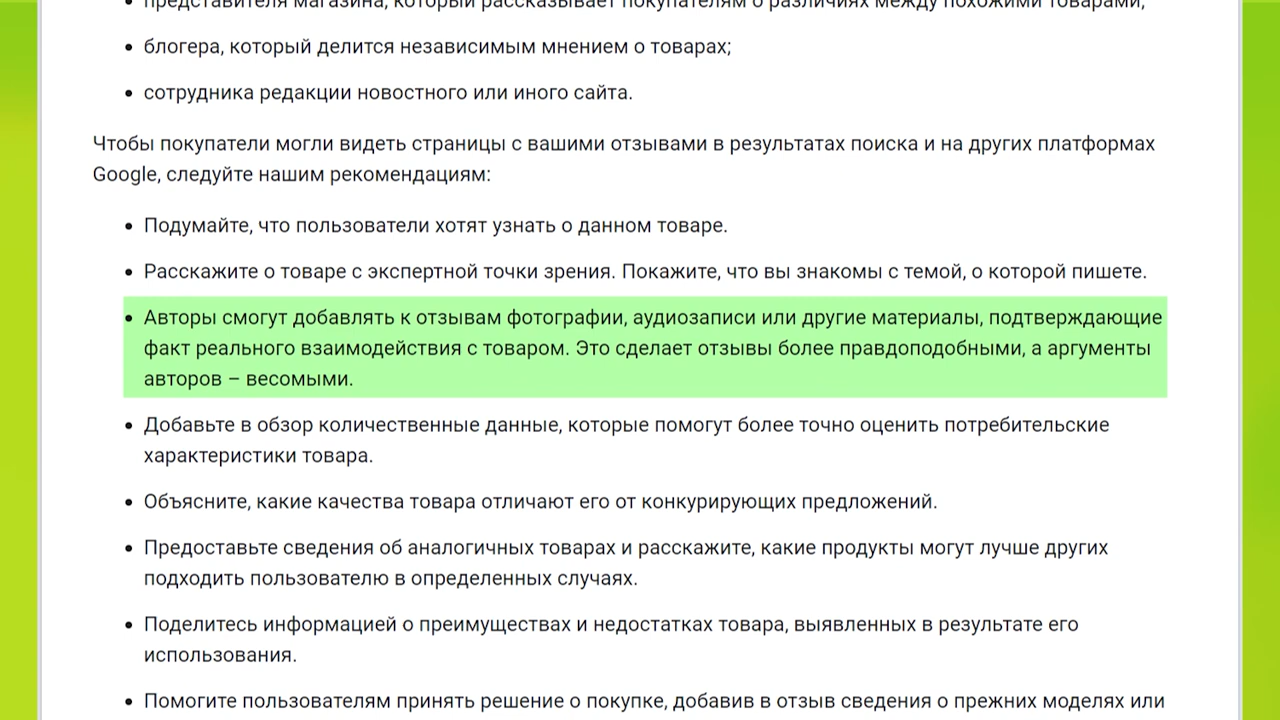 представителя магазина, который рассказывает покупателям о различиях между похожими товарами;
блогера, который делится независимым мнением о товарах;
сотрудника редакции новостного или иного сайта.
Чтобы покупатели могли видеть страницы с вашими отзывами в результатах поиска и на других платформах
Google, следуйте нашим рекомендациям:
Подумайте, что пользователи хотят узнать о данном товаре.
Расскажите о товаре с экспертной точки зрения. Покажите, что вы знакомы с темой, о которой пишете.
Авторы смогут добавлять к отзывам фотографии, аудиозаписи или другие материалы, подтверждающие
факт реального взаимодействия с товаром. Это сделает отзывы более правдоподобными, а аргументы
авторов – весомыми.
Добавьте в обзор количественные данные, которые помогут более точно оценить потребительские
характеристики товара.
Объясните, какие качества товара отличают его от конкурирующих предложений.
Предоставьте сведения об аналогичных товарах и расскажите, какие продукты могут лучше других
подходить пользователю в определенных случаях.
Поделитесь информацией о преимуществах и недостатках товара, выявленных в результате его
использования.
Помогите пользователям принять решение о покупке, добавив в отзыв сведения о прежних моделях или